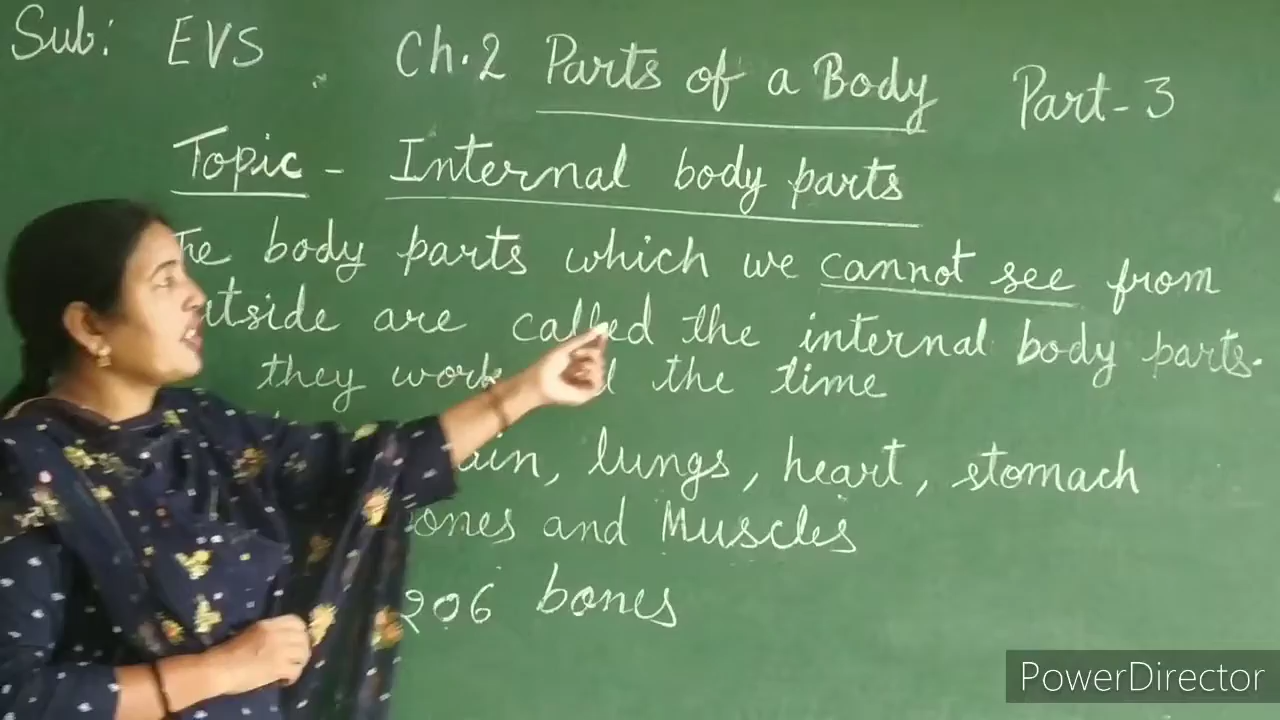 Sub: EVS Ch.2 Parts of a Body Part-3
Topic - Internal body parts
The body parts which we cannot see from
are called the internal body parts.
they work the time
lungs, heart, stomach
and Muscles
206 bones
PowerDirector